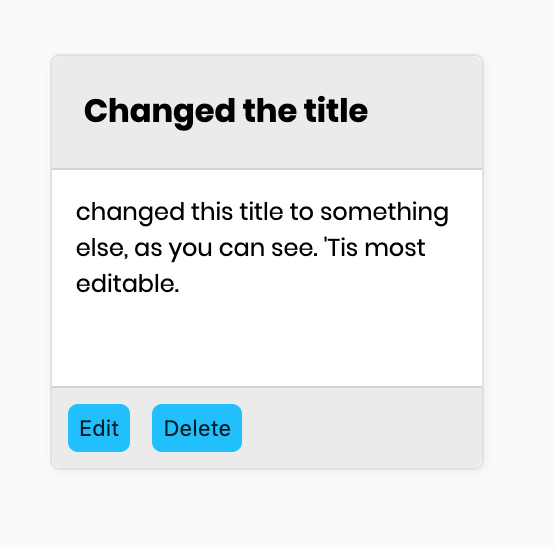 Changed the title
changed this title to something
else, as you can see. 'Tis most
editable.
Edit
Delete